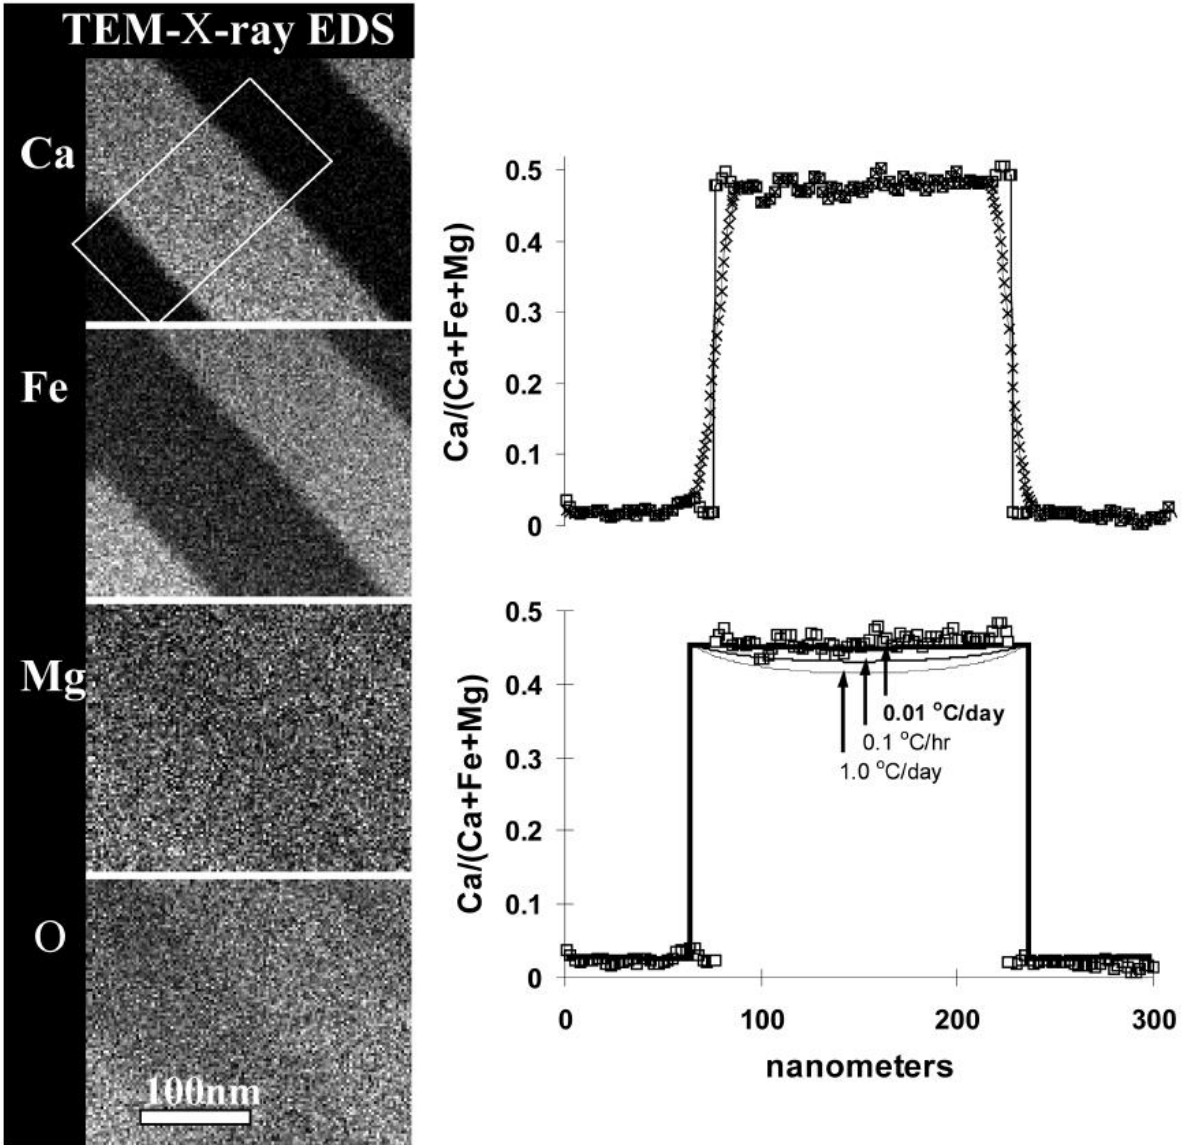 TEM-X-ray EDS
Ca
Fe
Mg
O
100nm
Ca/(Ca+Fe+Mg)
0.5
0.4
0.3
0.2
0.1
0
Ca/(Ca+Fe+Mg)
0.5
0.4
0.3
0.2
0.1
0
0.01 °C/day
0.1 °C/hr
1.0 °C/day
0 100 200 300
nanometers